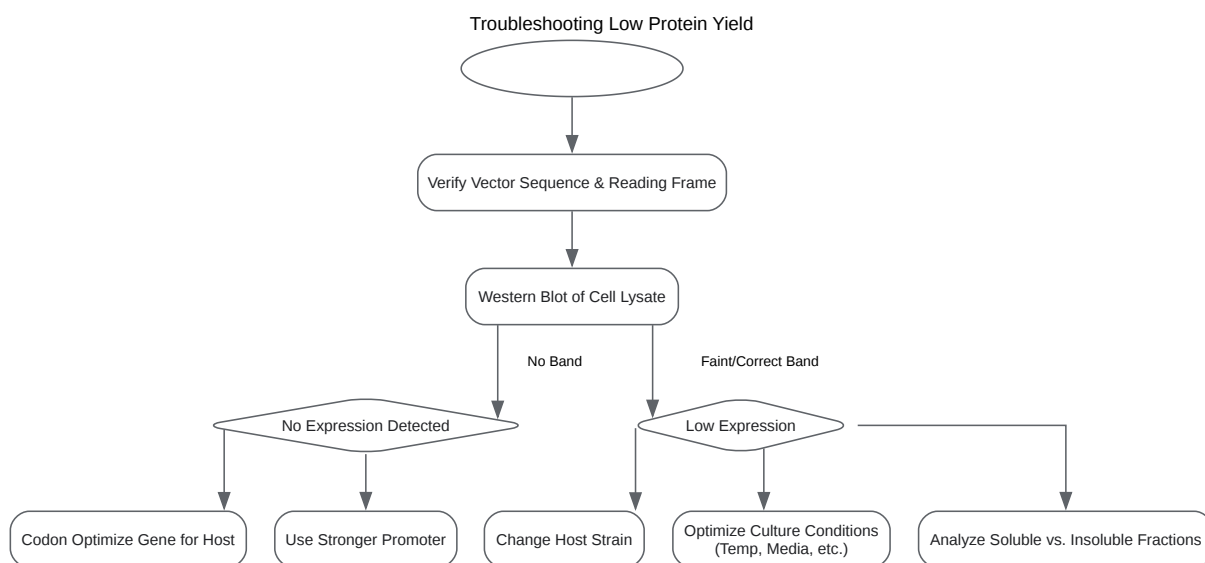 Troubleshooting Low Protein Yield
Verify Vector Sequence & Reading Frame
Western Blot of Cell Lysate
No Band
Faint/Correct Band
No Expression Detected
Low Expression
Codon Optimize Gene for Host
Use Stronger Promoter
Change Host Strain
Optimize Culture Conditions
(Temp, Media, etc.)
Analyze Soluble vs. Insoluble Fractions